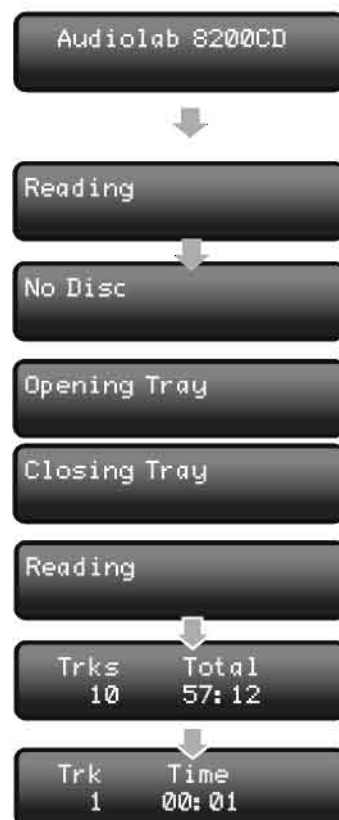 Audiolab 8200CD
Reading
No Disc
Opening Tray
Closing Tray
Reading
Trks Total
10 57:12
Trk Time
1 00:01